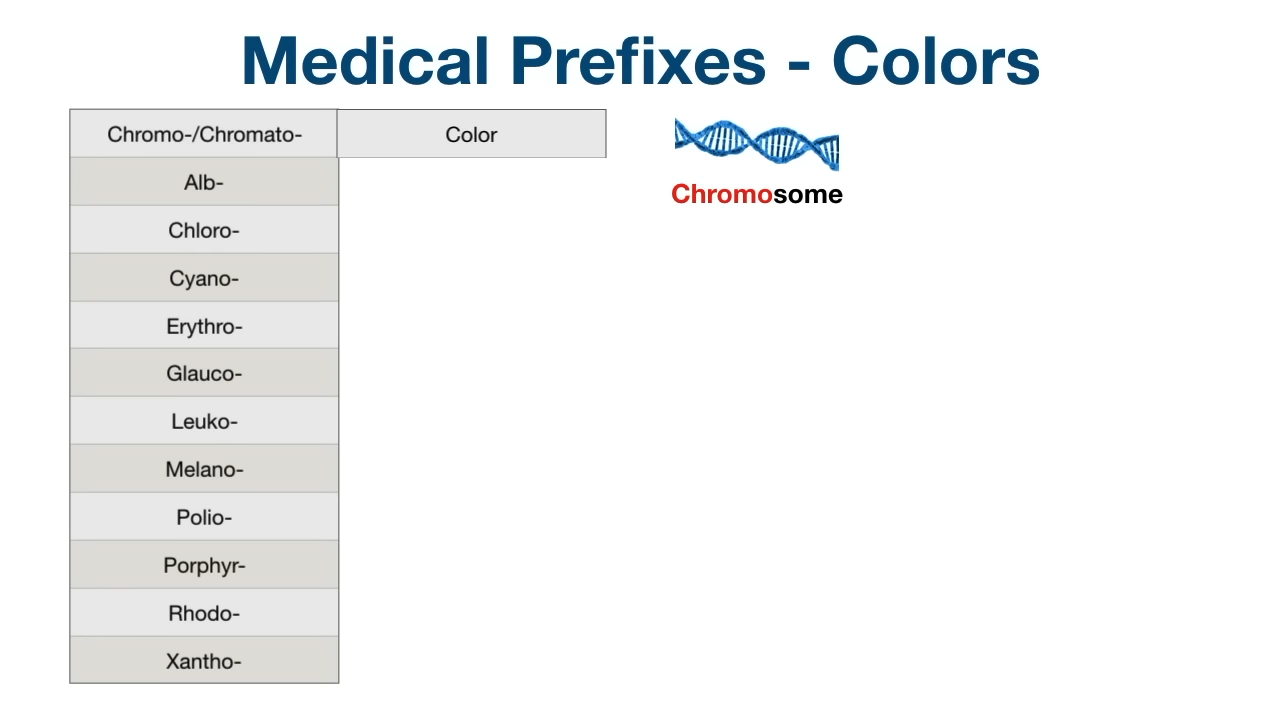 Medical Prefixes - Colors
Chromo-/Chromato- Color
Chromosome
Alb-
Chloro-
Cyano-
Erythro-
Glauco-
Leuko-
Melano-
Polio-
Porphyr-
Rhodo-
Xantho-